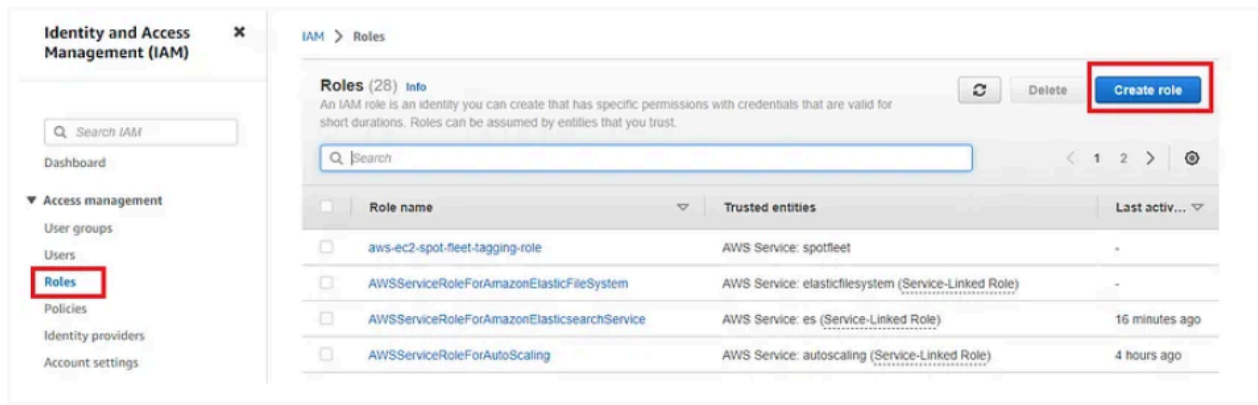 Identity and Access
Management (IAM)
Search IAM
Dashboard
Access management
User groups
Users
Roles
Policies
Identity providers
Account settings
IAM > Roles
Roles (28) Info
An IAM role is an identity you can create that has specific permissions with credentials that are valid for
short durations. Roles can be assumed by entities that you trust.
Delete
Create role
Search
1 2
Role name Trusted entities Last activ...
aws-ec2-spot-fleet-tagging-role AWS Service: spotfleet -
AWSServiceRoleForAmazonElasticFileSystem AWS Service: elasticfilesystem (Service-Linked Role) -
AWSServiceRoleForAmazonElasticsearchService AWS Service: es (Service-Linked Role) 16 minutes ago
AWSServiceRoleForAutoScaling AWS Service: autoscaling (Service-Linked Role) 4 hours ago